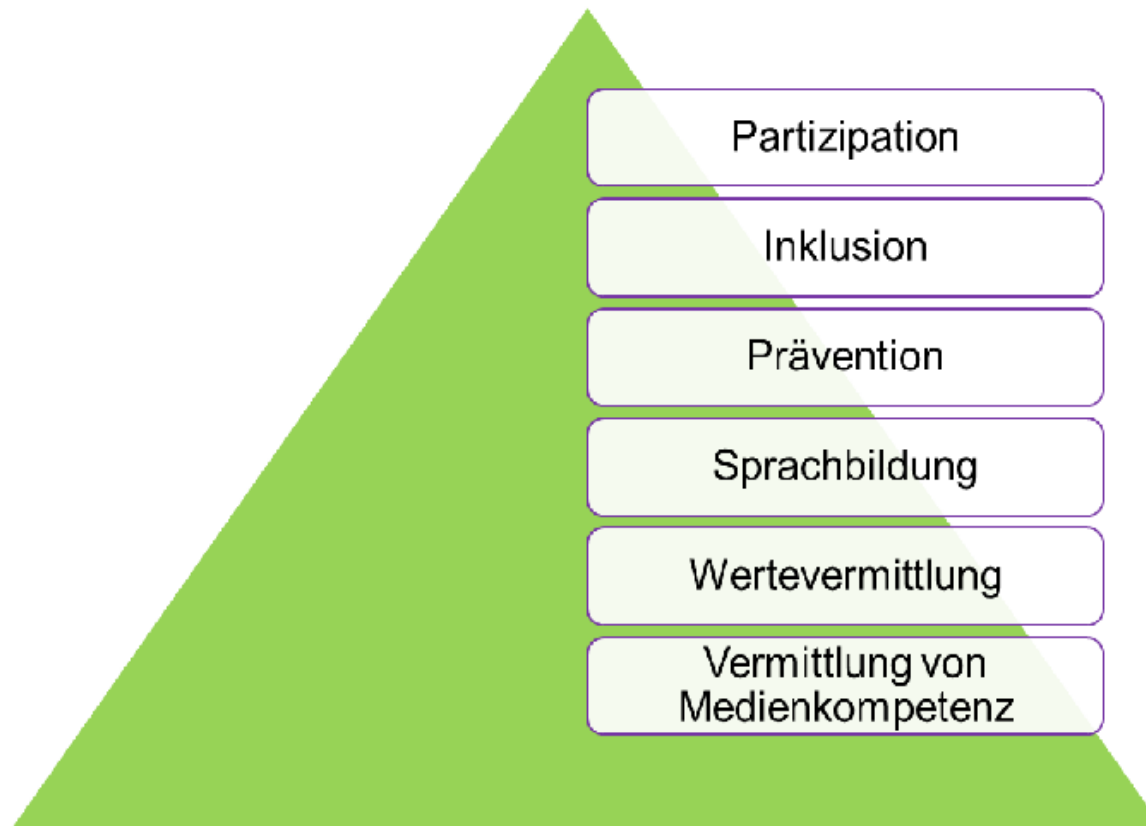 Partizipation
Inklusion
Prävention
Sprachbildung
Wertevermittlung
Vermittlung von
Medienkompetenz